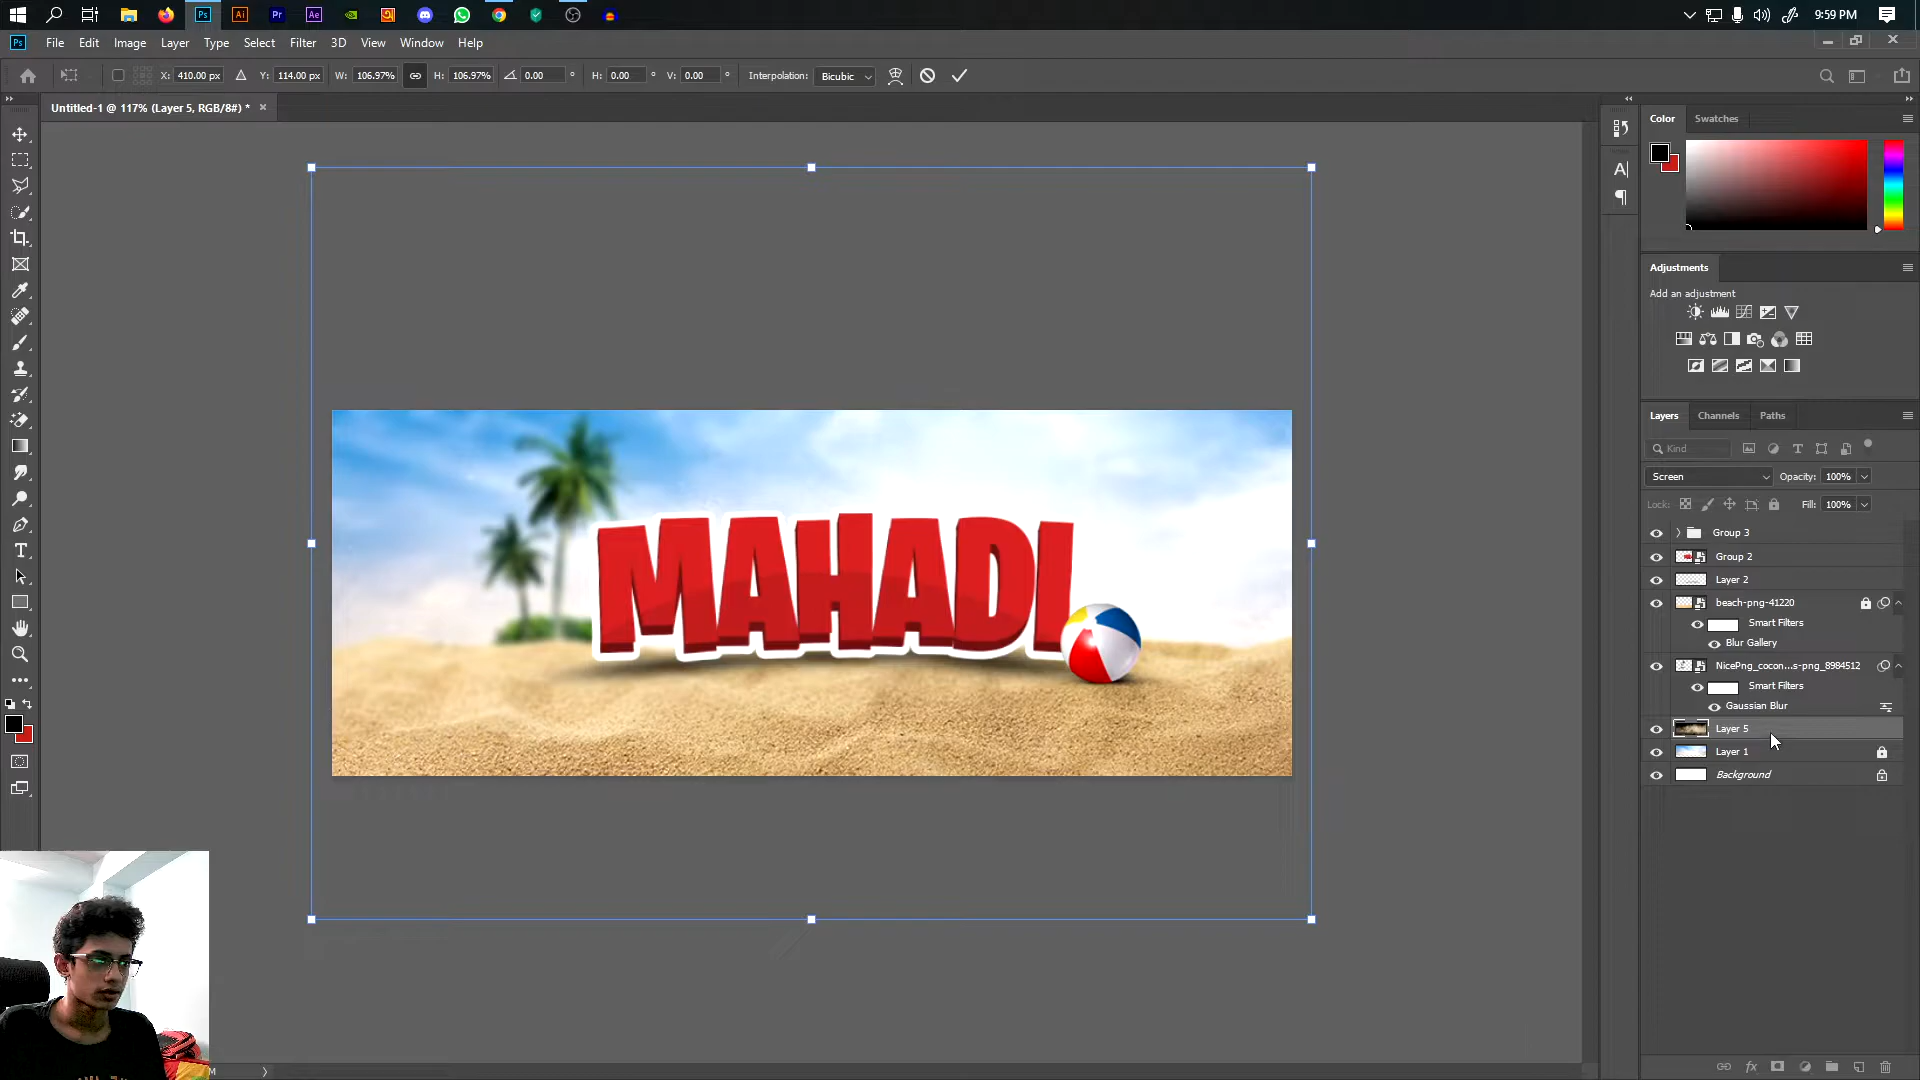 9:59 PM
File Edit Image Layer Type Select Filter 3D View Window Help
X: 410.00 px Y: 114.00 px W: 106.97% H: 106.97% 0.00 ° H: 0.00 ° V: 0.00 ° Interpolation: Bicubic
Untitled-1 @ 117% (Layer 5, RGB/8#) *
Color Swatches
Adjustments
Add an adjustment
Layers Channels Paths
Kind
Screen Opacity: 100%
Lock: Fill: 100%
Group 3
Group 2
Layer 2
beach-png-41220
Smart Filters
Blur Gallery
NicePng_cocon...s-png_8984512
Smart Filters
Gaussian Blur
Layer 5
Layer 1
Background
MAHADI